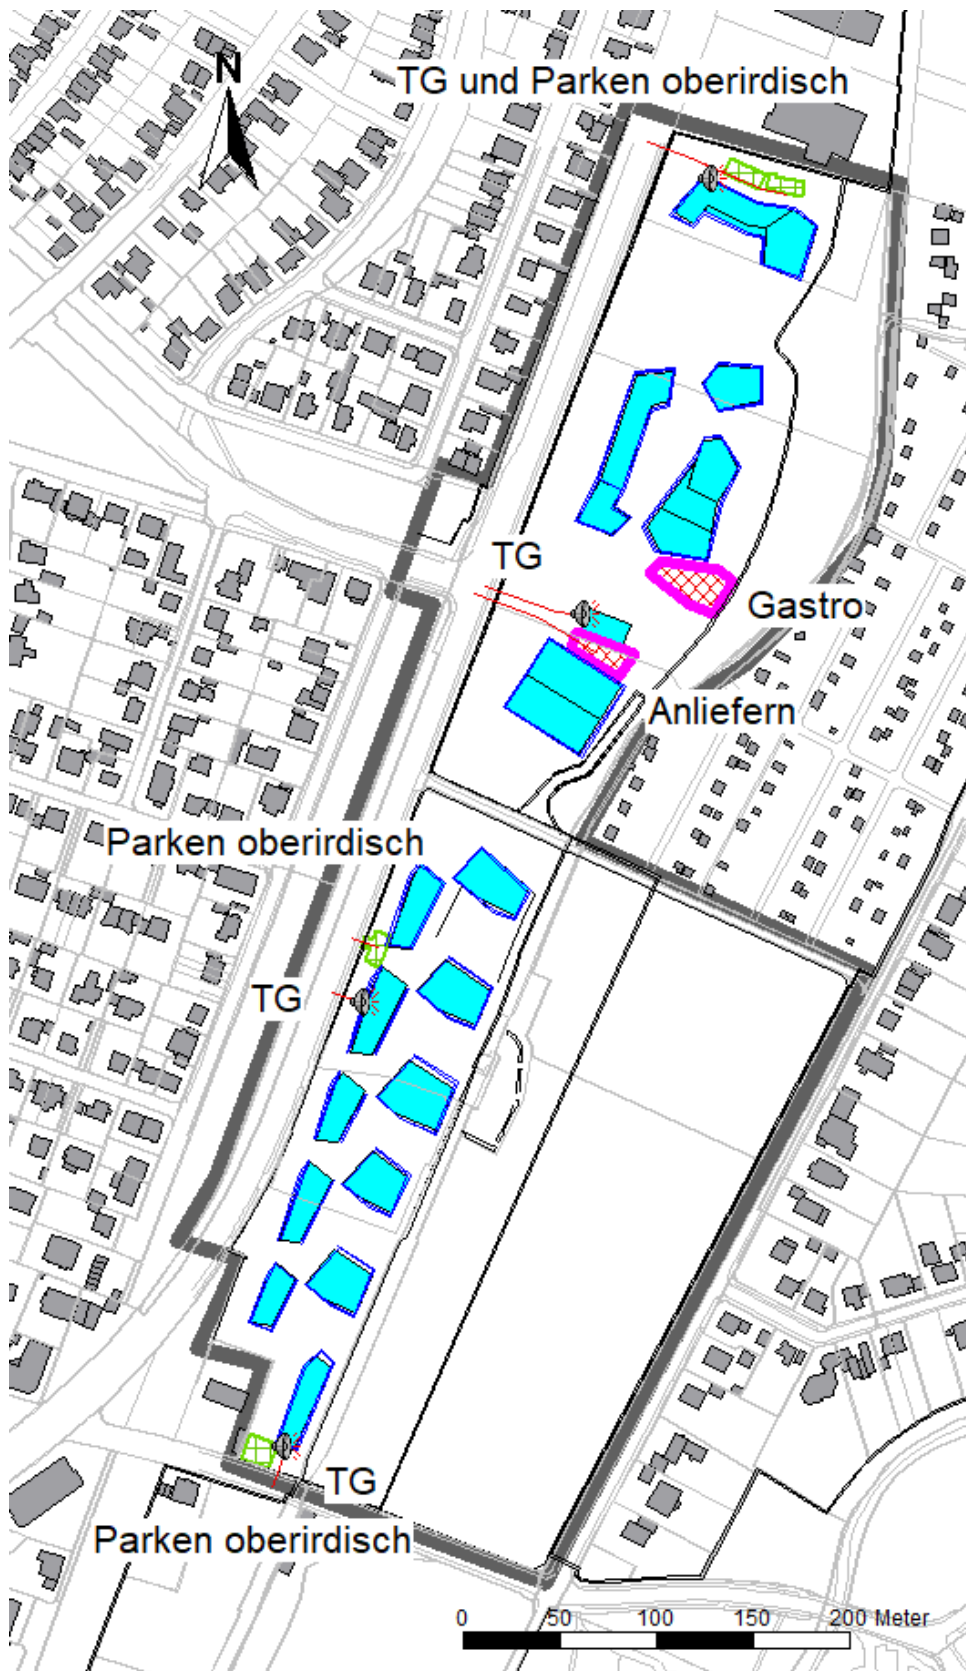 N
TG und Parken oberirdisch
TG
Gastro
Anliefern
Parken oberirdisch
TG
TG
Parken oberirdisch
0 50 100 150 200 Meter